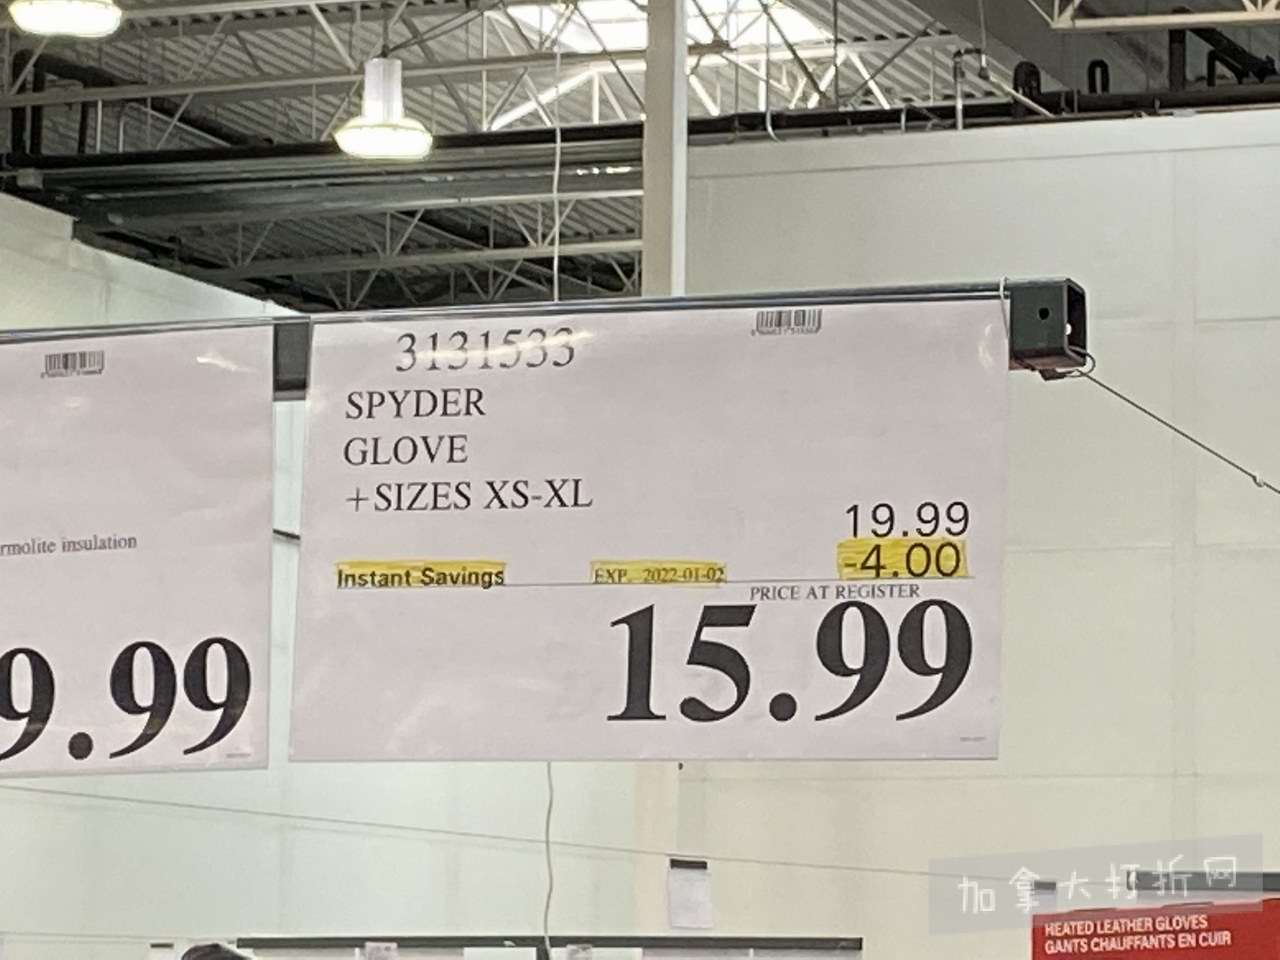 3131533
SPYDER
GLOVE
+SIZES XS-XL
19.99
-4.00
Instant Savings
EXP. 2022-01-02
PRICE AT REGISTER
15.99
rmolite insulation
9.99
加拿大打折网
HEATED LEATHER GLOVES
GANTS CHAUFFANTS EN CUIR